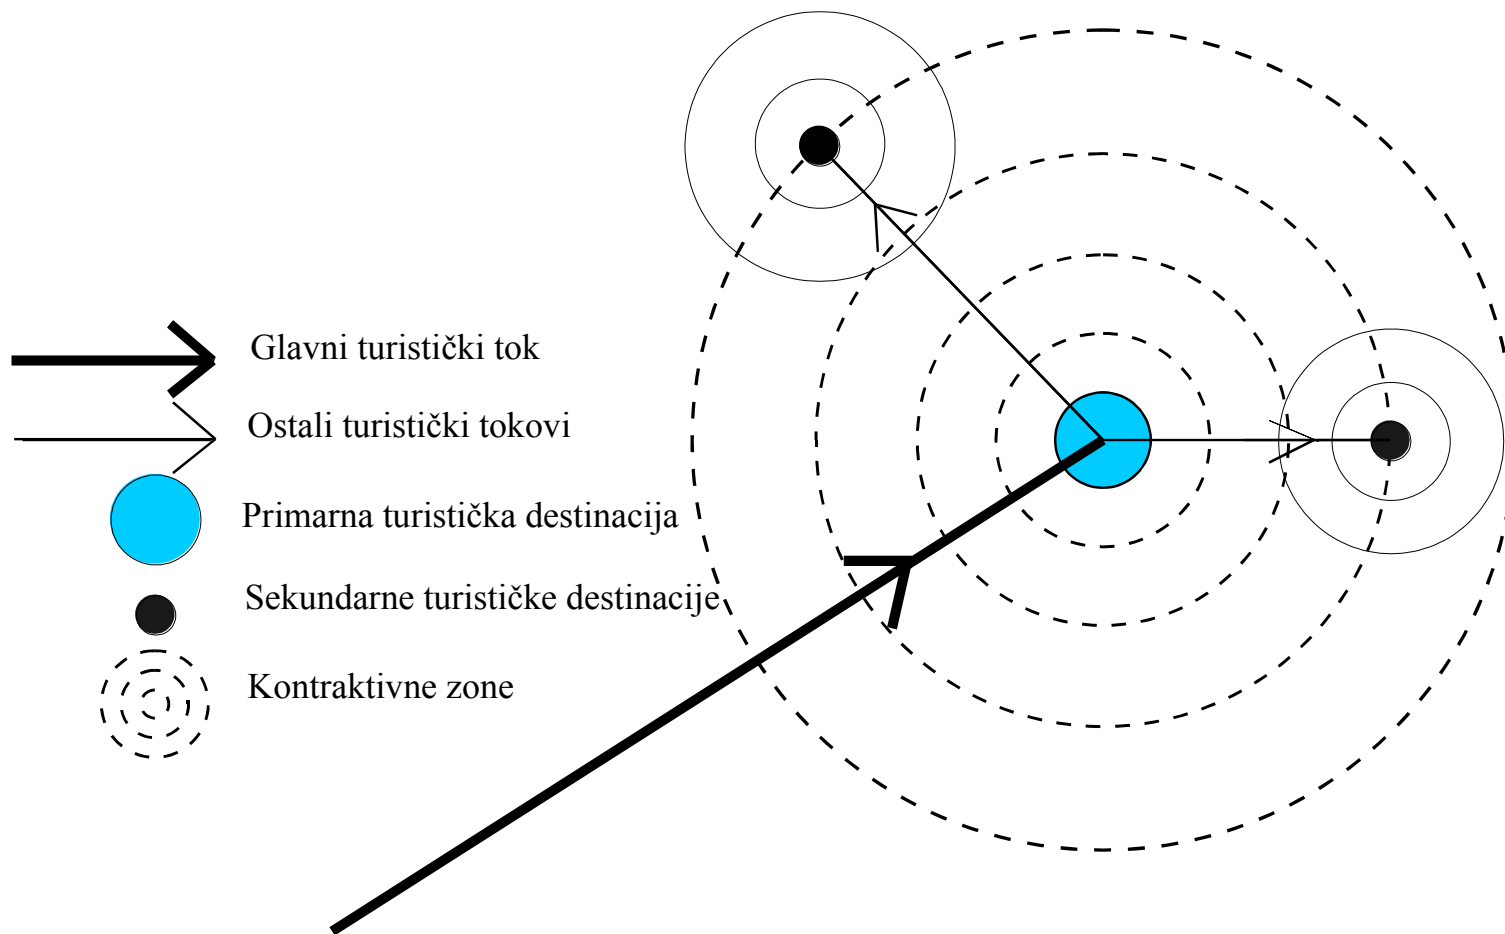 Glavni turistički tok
Ostali turistički tokovi
Primarna turistička destinacija
Sekundarne turističke destinacije
Kontraktivne zone